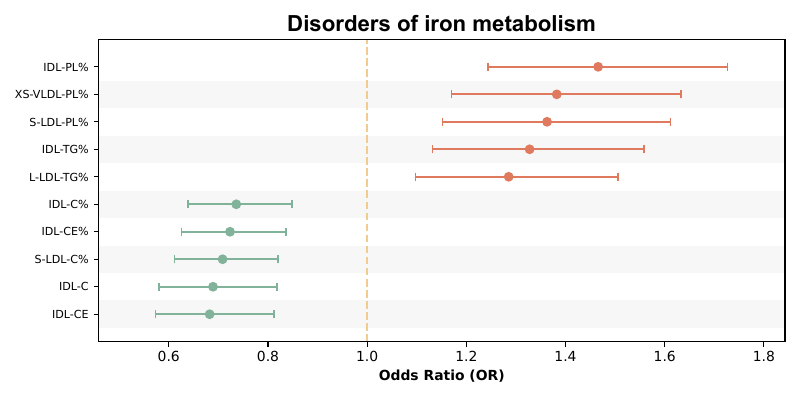 Disorders of iron metabolism
IDL-PL%
XS-VLDL-PL%
S-LDL-PL%
IDL-TG%
L-LDL-TG%
IDL-C%
IDL-CE%
S-LDL-C%
IDL-C
IDL-CE
0.6 0.8 1.0 1.2 1.4 1.6 1.8
Odds Ratio (OR)